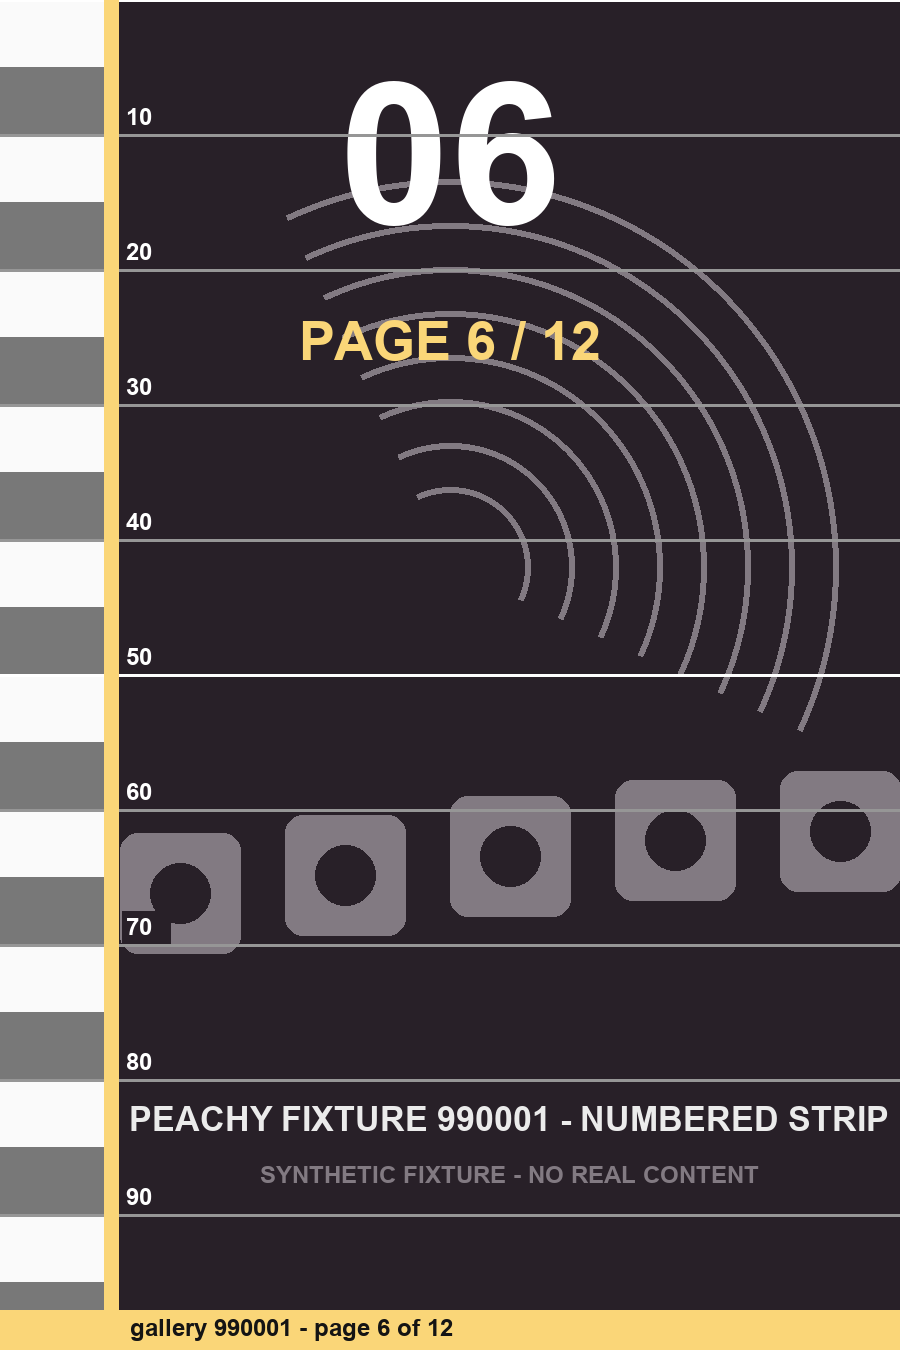 06
10
20
PAGE 6 / 12
30
40
50
60
70
80
PEACHY FIXTURE 990001 - NUMBERED STRIP
SYNTHETIC FIXTURE - NO REAL CONTENT
90
gallery 990001 - page 6 of 12